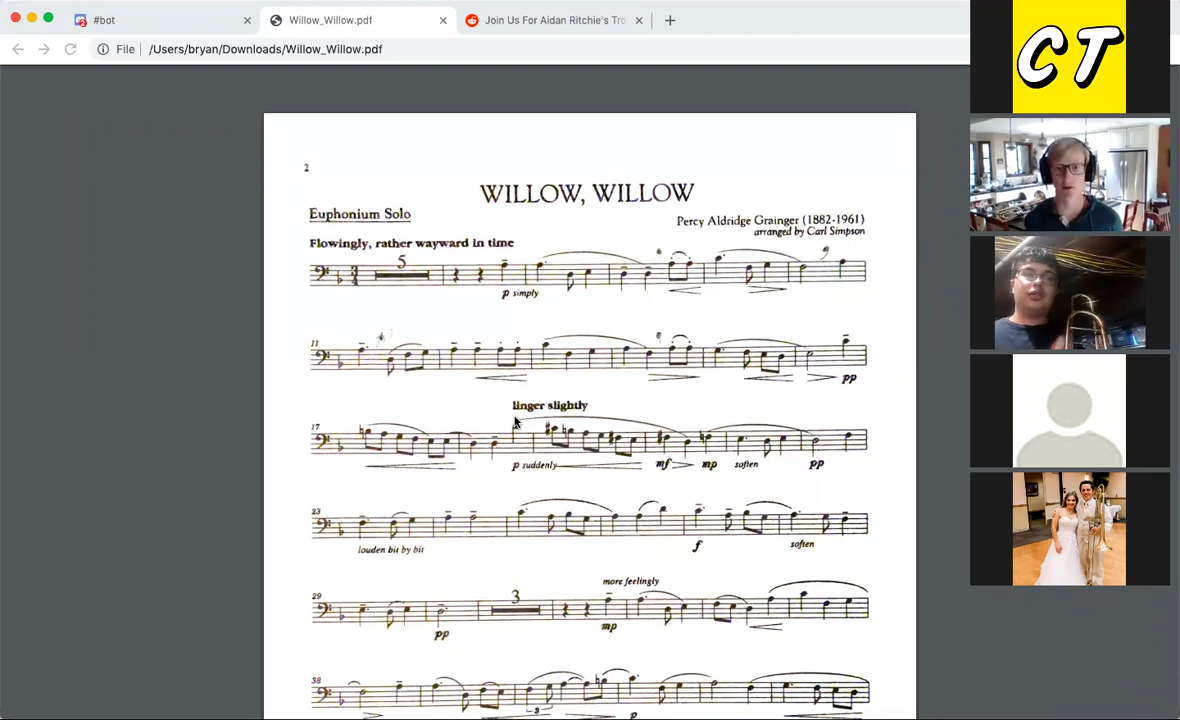 #bot
Willow_Willow.pdf
Join Us For Aidan Ritchie's Tro
File
/Users/bryan/Downloads/Willow_Willow.pdf
CT
2
WILLOW, WILLOW
Euphonium Solo
Percy Aldridge Grainger (1882-1961)
arranged by Carl Simpson
Flowingly, rather wayward in time
5
3
4
p simply
11
pp
linger slightly
17
p suddenly
mf
mp
soften
pp
23
louden bit by bit
f
soften
more feelingly
29
3
pp
mp
38
3
p